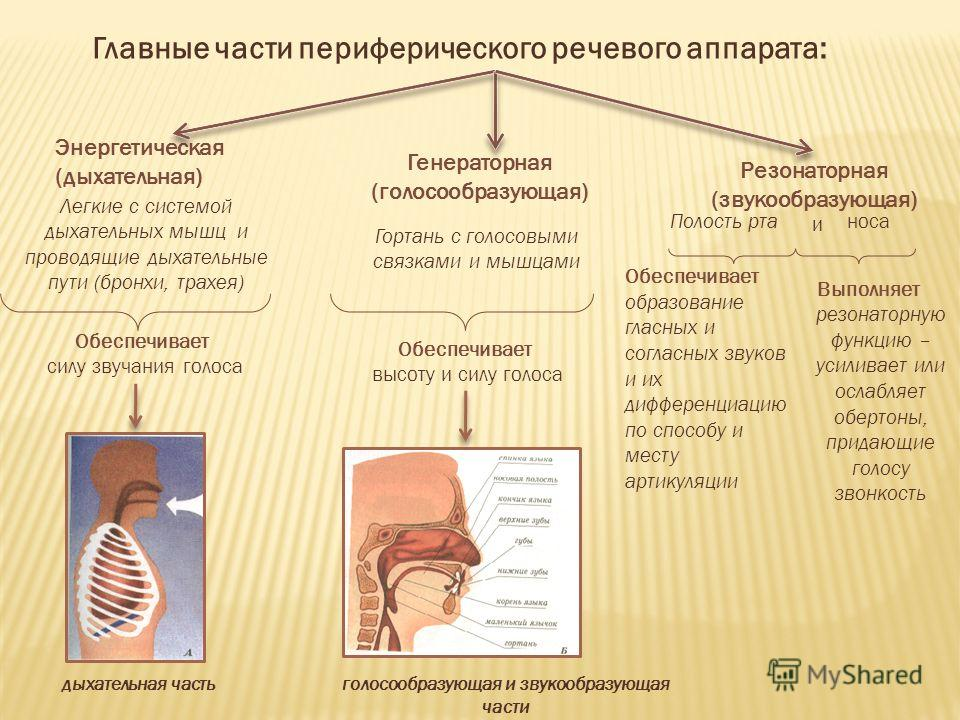 Главные части периферического речевого аппарата:
Энергетическая
(дыхательная)
Легкие с системой
дыхательных мышц и
проводящие дыхательные
пути (бронхи, трахея)
Обеспечивает
силу звучания голоса
Генераторная
(голосообразующая)
Гортань с голосовыми
связками и мышцами
Обеспечивает
высоту и силу голоса
Резонаторная
(звукообразующая)
Полость рта и носа
Обеспечивает
образование
гласных и
согласных звуков
и их
дифференциацию
по способу и
месту
артикуляции
Выполняет
резонаторную
функцию –
усиливает или
ослабляет
обертоны,
придающие
голосу
звонкость
А
спинка языка
носовая полость
кончик языка
верхние зубы
губы
нижние зубы
корень языка
маленький язычок
гортань
Б
дыхательная часть
голосообразующая и звукообразующая
части
MyShared